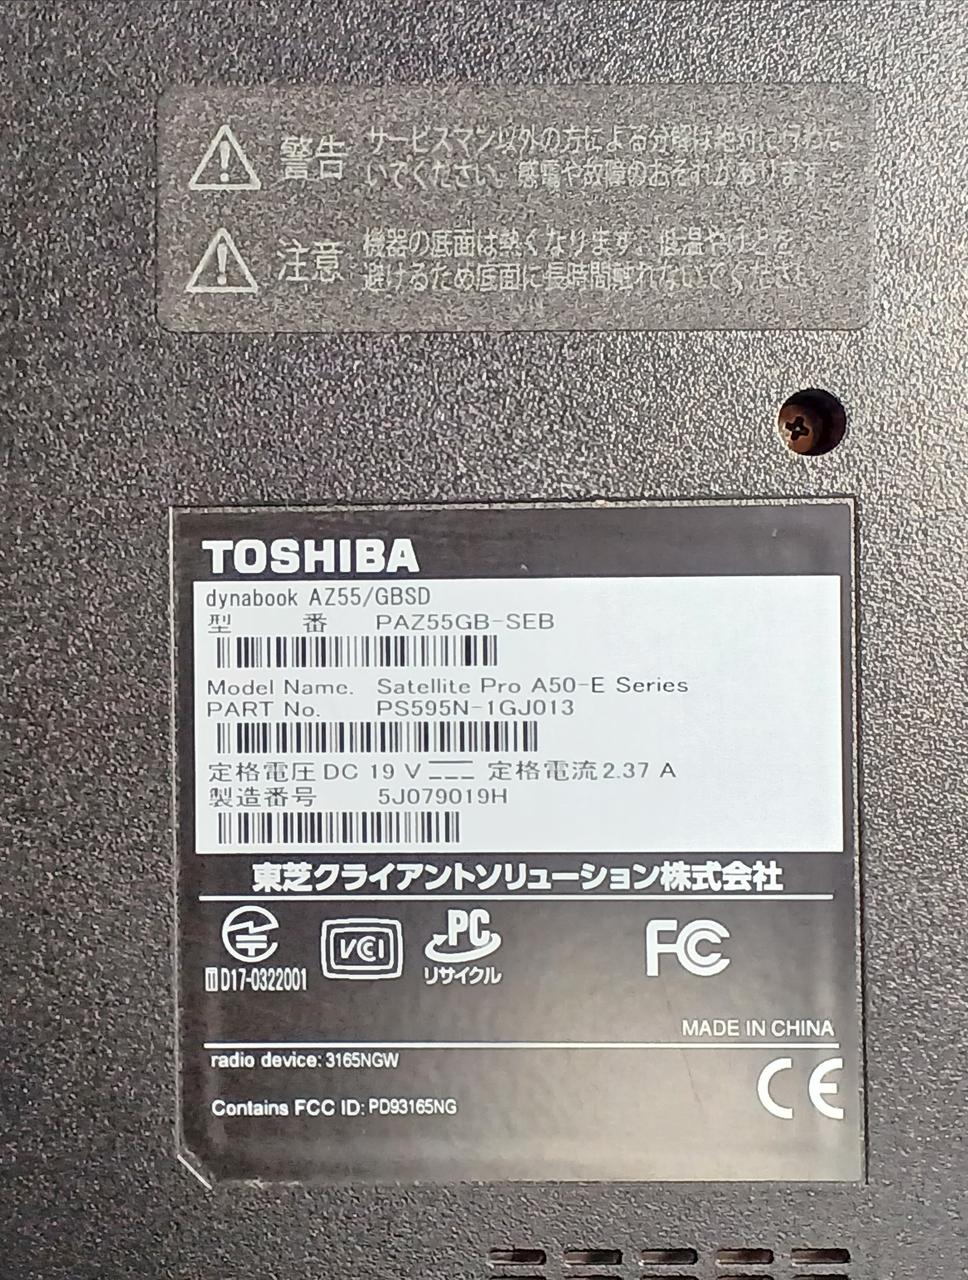 警告 サービスマン以外の方による分解は絶対に行わな
いでください。感電や故障のおそれがあります。
注意 機器の底面は熱くなります。低温やけどを
避けるため底面に長時間触れないでください。
TOSHIBA
dynabook AZ55/GBSD
型 番 PAZ55GB-SEB
Model Name. Satellite Pro A50-E Series
PART No. PS595N-1GJ013
定格電圧 DC 19 V 定格電流 2.37 A
製造番号 5J079019H
東芝クライアントソリューション株式会社
VCI PC FC
リサイクル
T D17-0322001
MADE IN CHINA
radio device: 3165NGW
CE
Contains FCC ID: PD93165NG